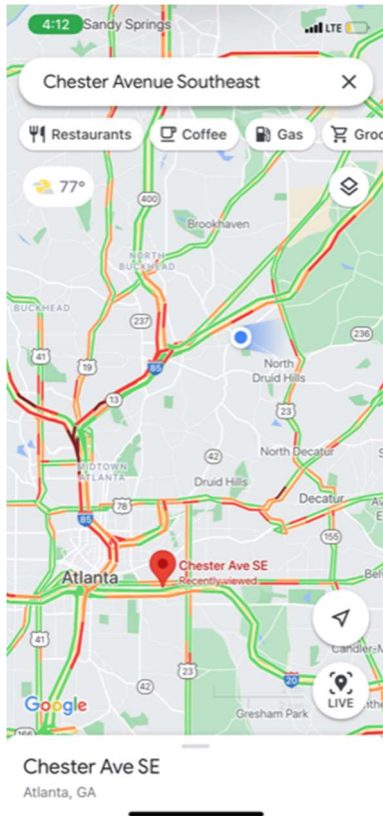 4:12 Sandy Springs LTE
Chester Avenue Southeast
Restaurants Coffee Gas Groc
77°
400
Brookhaven
NORTH
BUCKHEAD
BUCKHEAD
237
41
236
19
85
North
Druid Hills
13
23
42
North Decatur
MIDTOWN
ATLANTA
Druid Hills
78
Decatur
85
155
Chester Ave SE
Atlanta
Recently viewed
Bel
41
23
Candler-M
42
20
LIVE
Google
Gresham Park
166
Chester Ave SE
Atlanta, GA